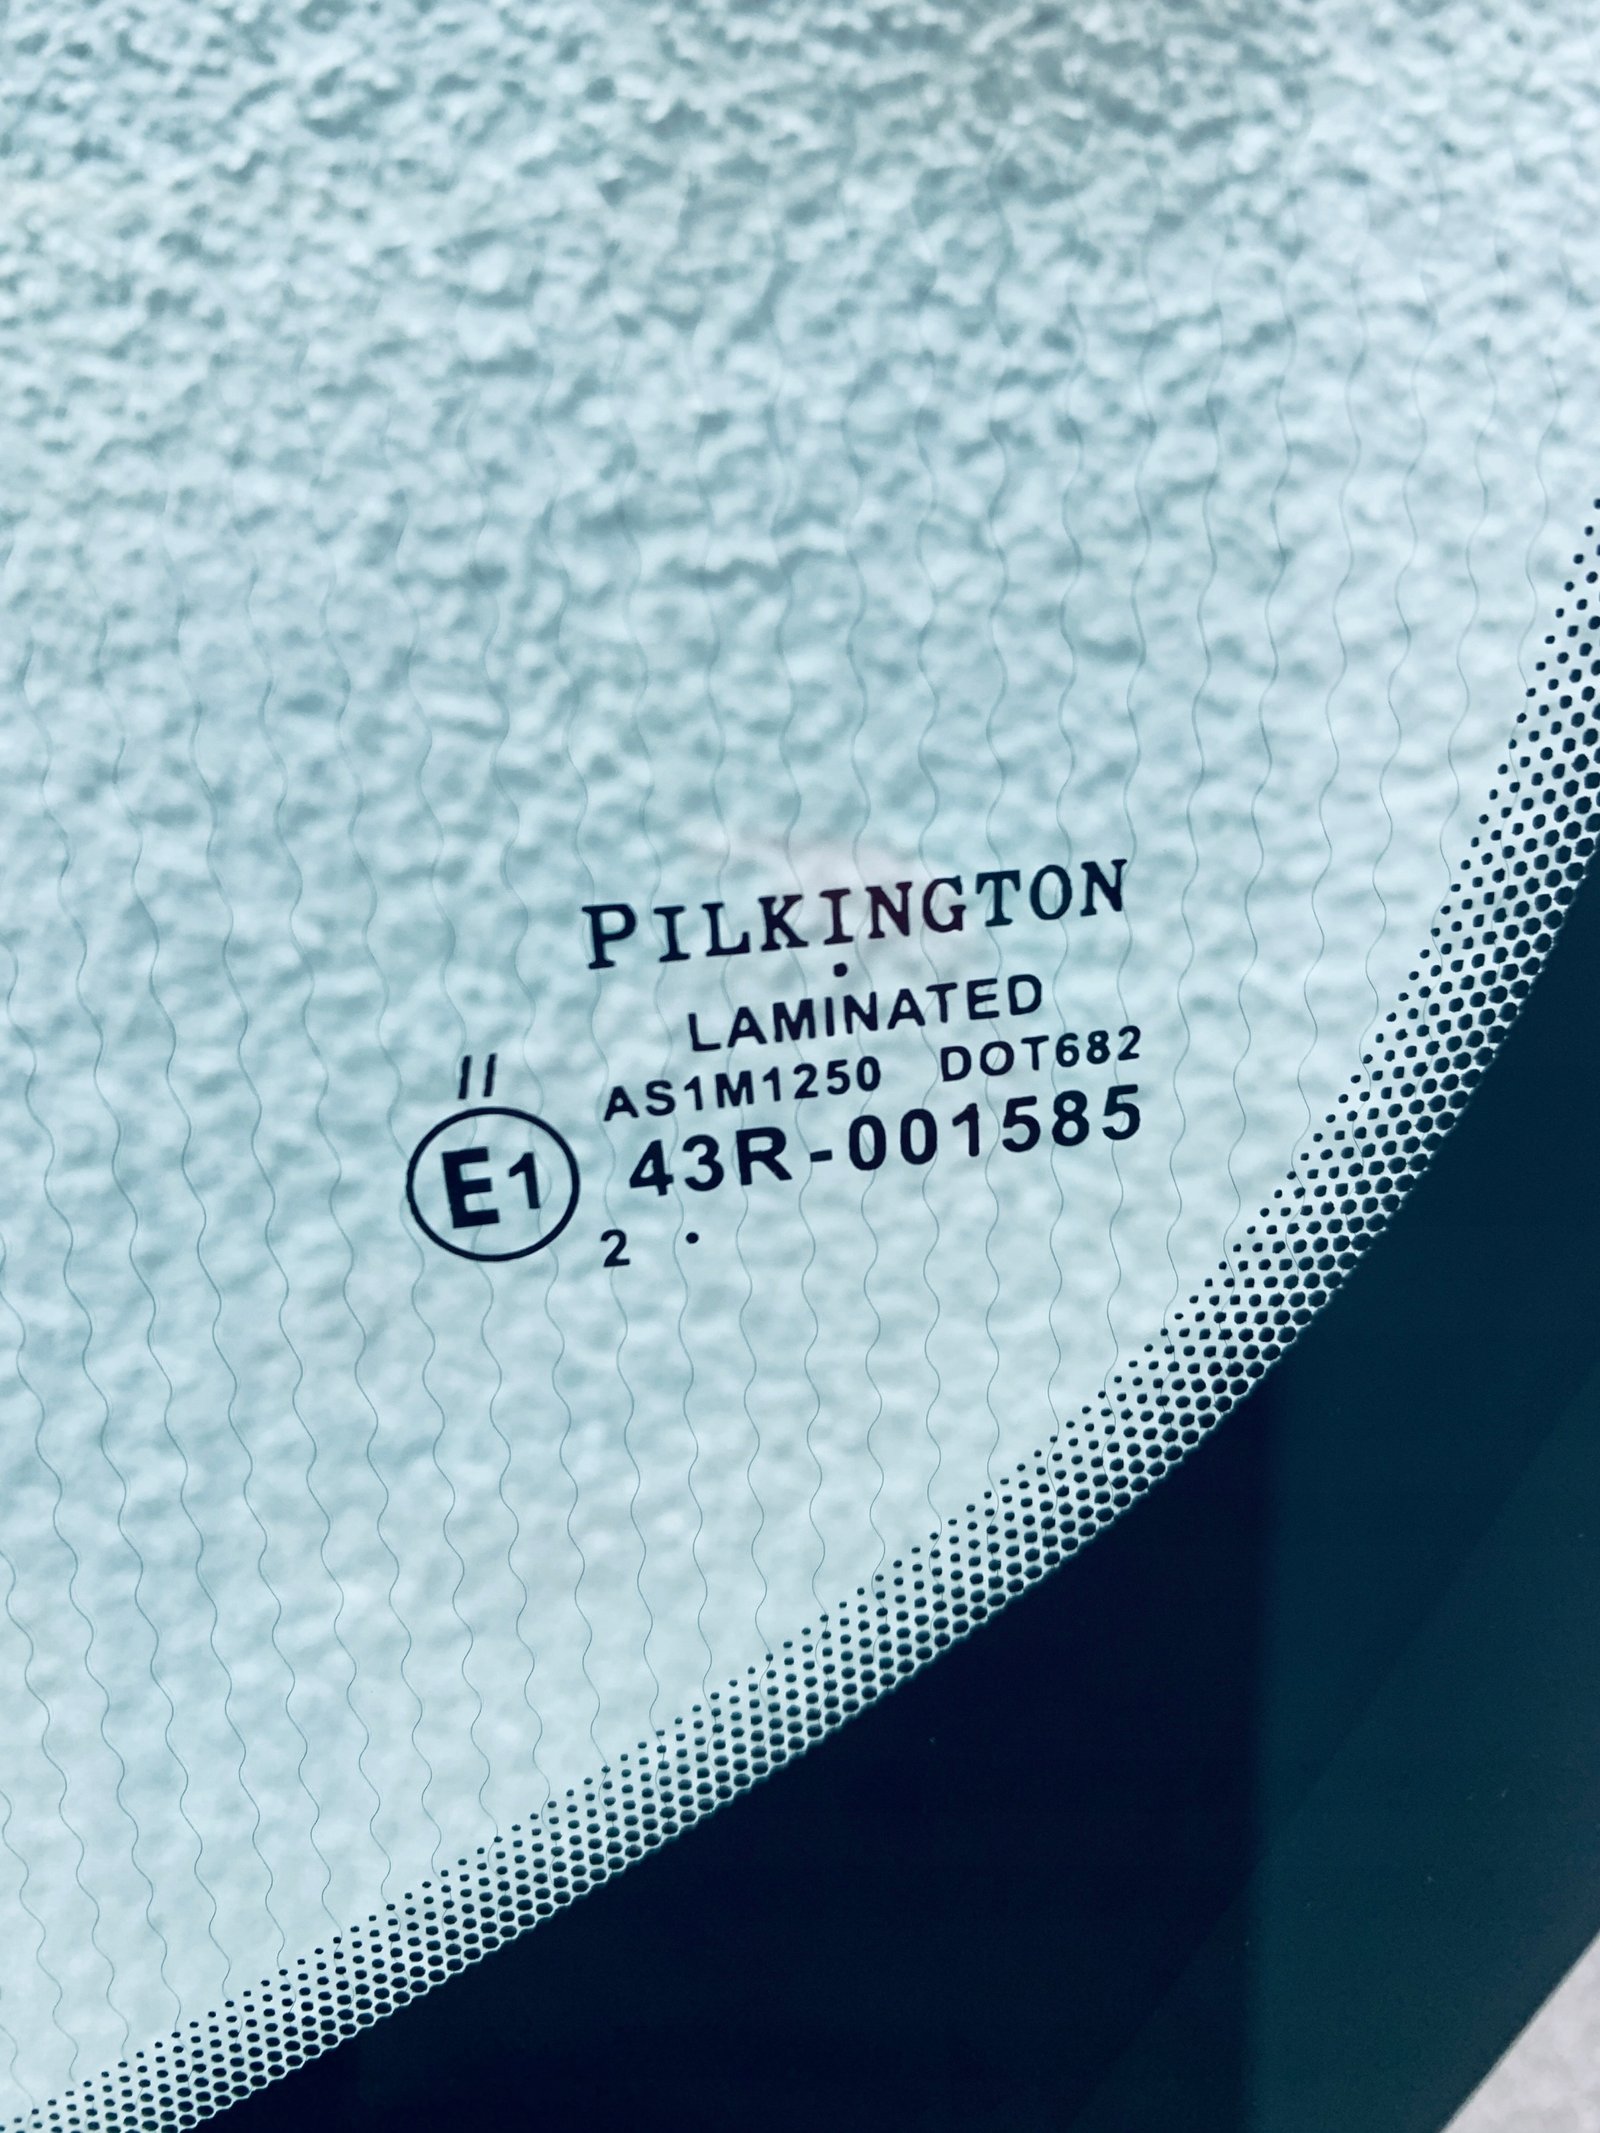 PILKINGTON
LAMINATED
AS1M1250 DOT682
II
E1 43R-001585
2 .